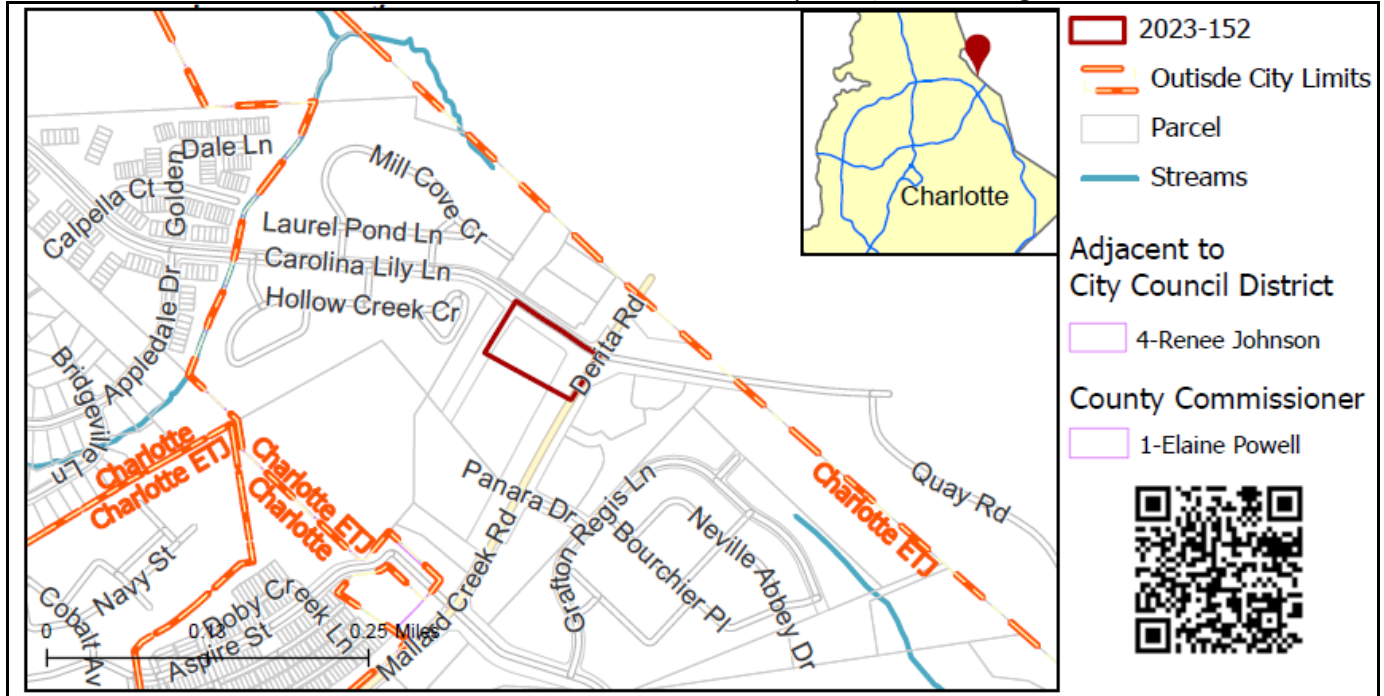 Dale Ln
Golden
Calpella Ct
Mill Cove Cr
Laurel Pond Ln
Carolina Lily Ln
Hollow Creek Cr
Appledale Dr
Bridgeville Ln
Derita Rd
Charlotte
Charlotte ETJ
Charlotte ETJ
Charlotte
Charlotte ETJ
Quay Rd
Panara Dr
Grafton Regis Ln
Bourchier Pl
Neville Abbey Dr
Mallard Creek Rd
Navy St
Cobalt Av
Doby Creek Ln
Aspire St
0 0.13 0.25 Miles
Charlotte
2023-152
Outisde City Limits
Parcel
Streams
Adjacent to
City Council District
4-Renee Johnson
County Commissioner
1-Elaine Powell